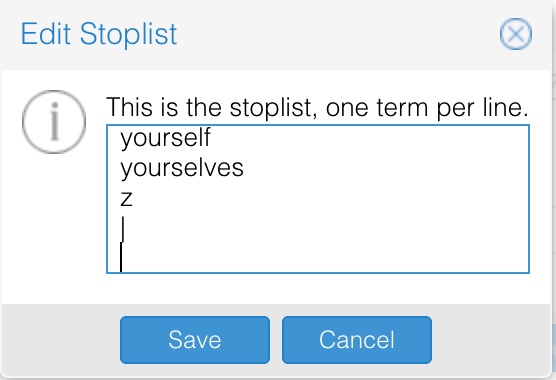 Edit Stoplist
This is the stoplist, one term per line.
yourself
yourselves
z
|
Save
Cancel